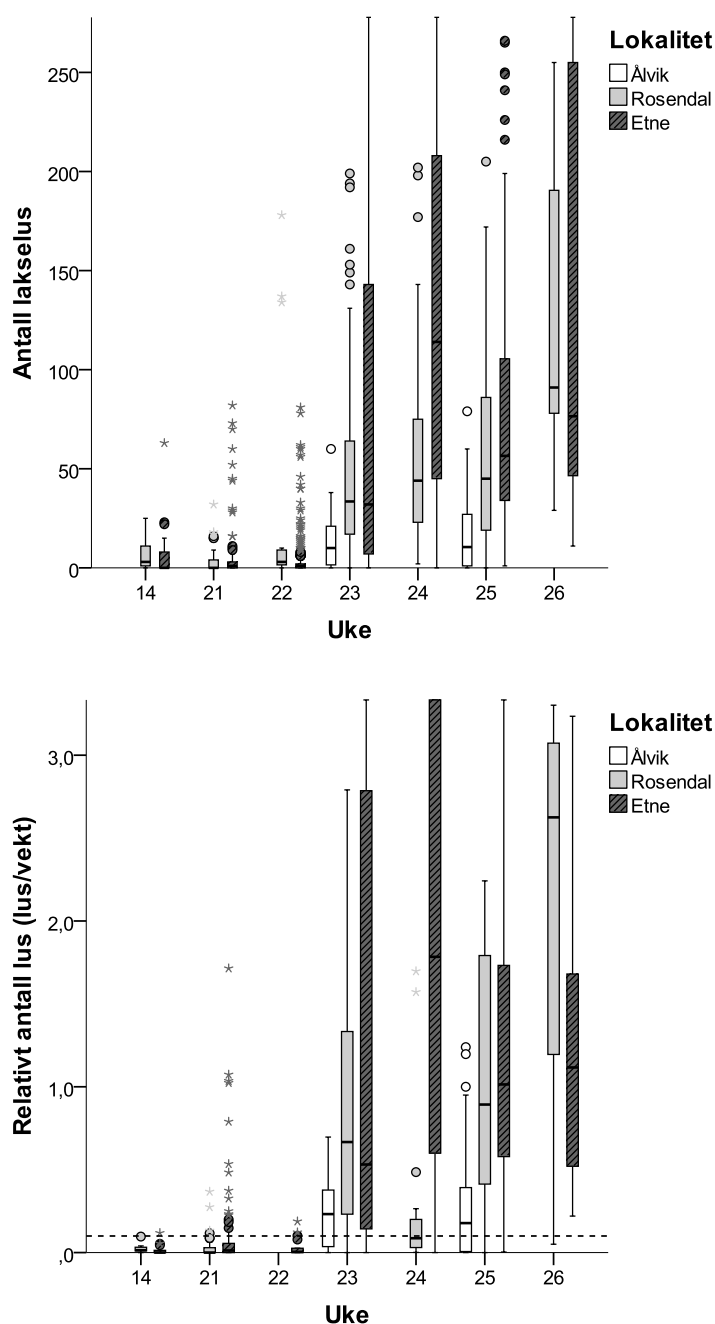 Antall lakselus
250
200
150
100
50
0
14 21 22 23 24 25 26
Uke
Lokalitet
Ålvik
Rosendal
Etne
Relativt antall lus (lus/vekt)
3,0
2,0
1,0
,0
14 21 22 23 24 25 26
Uke
Lokalitet
Ålvik
Rosendal
Etne